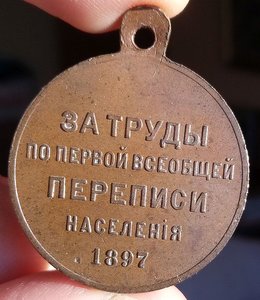 ЗА ТРУДЫ
ПО ПЕРВОЙ ВСЕОБЩЕЙ
ПЕРЕПИСИ
НАСЕЛЕНІЯ
1897